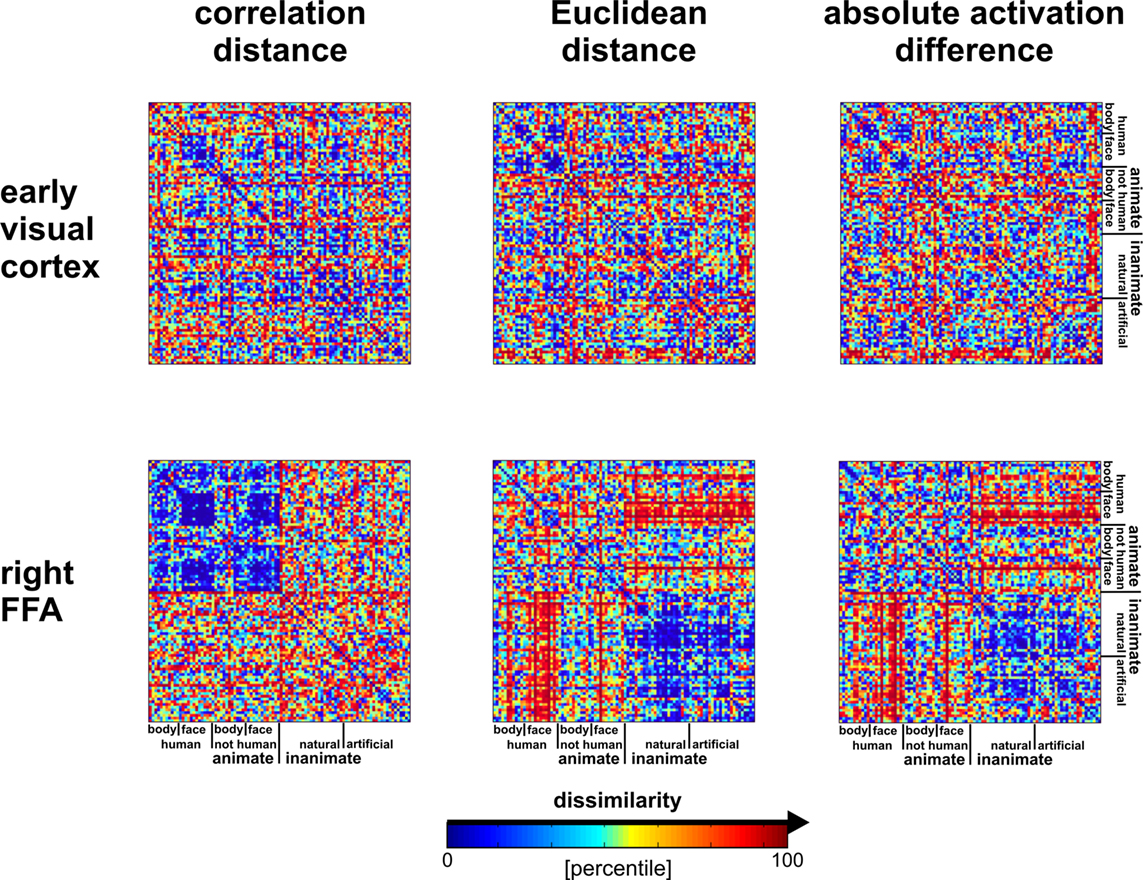 correlation distance
Euclidean distance
absolute activation difference
early visual cortex
human
body|face
not human
body|face
animate
natural|artificial
inanimate
right FFA
human
body|face
not human
body|face
animate
natural|artificial
inanimate
body|face body|face
human not human natural|artificial
animate inanimate
body|face body|face
human not human natural|artificial
animate inanimate
body|face body|face
human not human natural|artificial
animate inanimate
dissimilarity
0 100
[percentile]